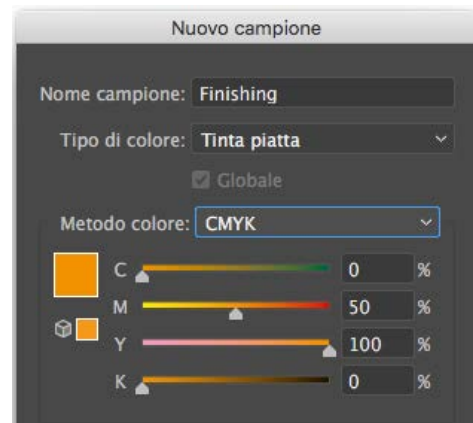 Nuovo campione
Nome campione: Finishing
Tipo di colore: Tinta piatta
Globale
Metodo colore: CMYK
C 0 %
M 50 %
Y 100 %
K 0 %